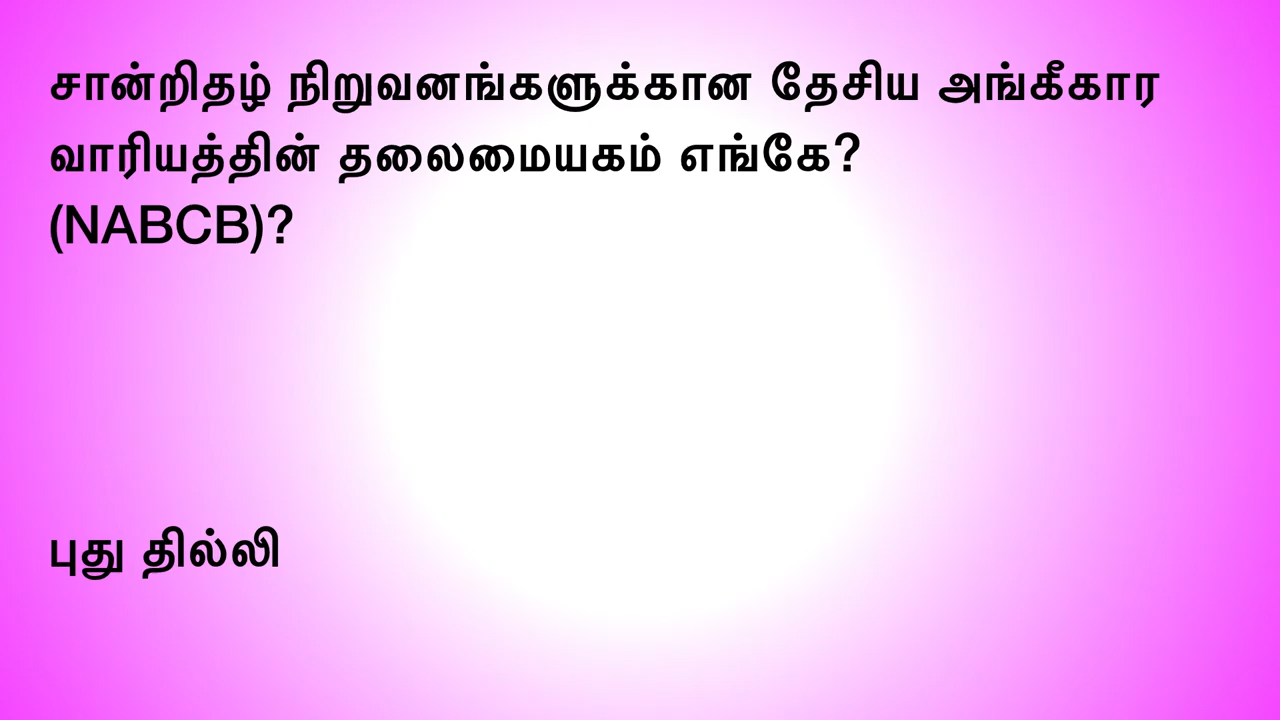 சான்றிதழ் நிறுவனங்களுக்கான தேசிய அங்கீகார
வாரியத்தின் தலைமையகம் எங்கே?
(NABCB)?
புது தில்லி